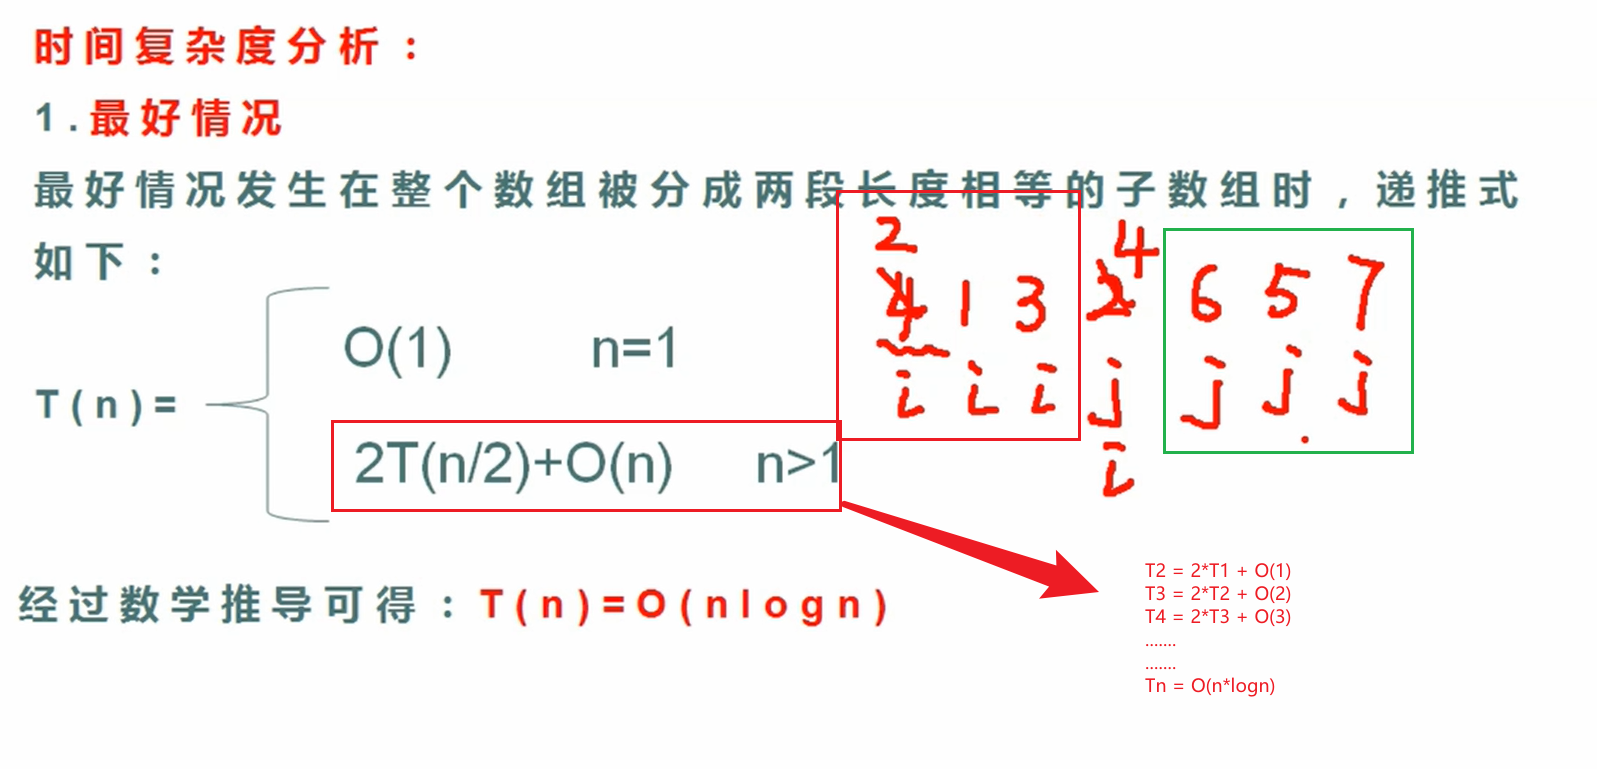 时间复杂度分析：
1.最好情况
最好情况发生在整个数组被分成两段长度相等的子数组时，递推式
如下：
2 4
4 1 3 2 6 5 7
i i i j j j j
i
O(1) n=1
T(n)=
2T(n/2)+O(n) n>1
T2 = 2*T1 + O(1)
T3 = 2*T2 + O(2)
T4 = 2*T3 + O(3)
.......
.......
Tn = O(n*logn)
经过数学推导可得：T(n)=O(nlogn)